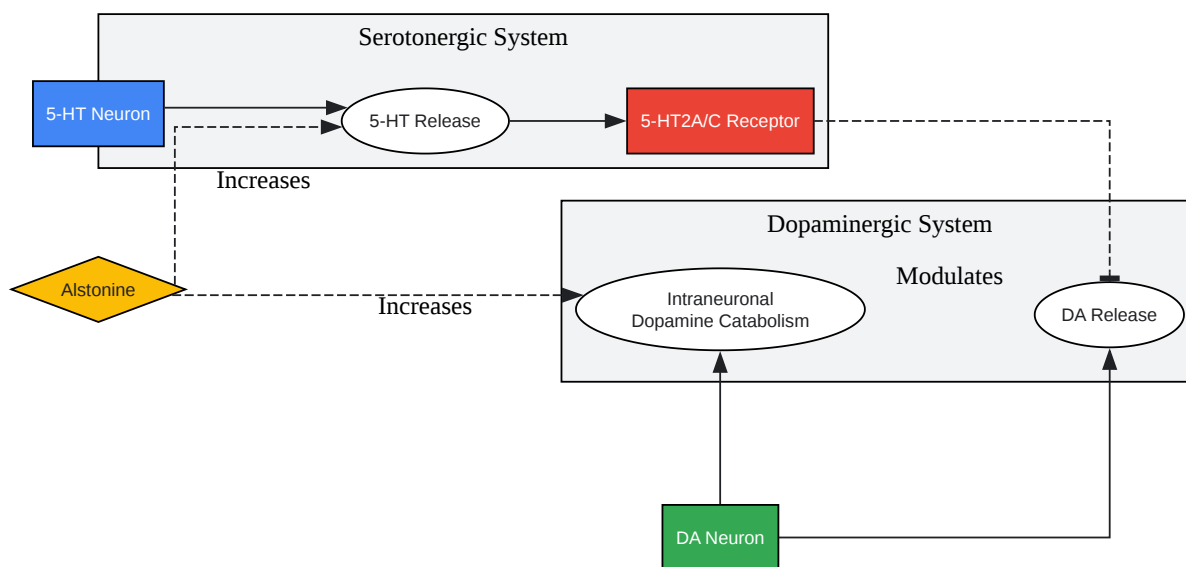 Serotonergic System
5-HT Neuron
5-HT Release
5-HT2A/C Receptor
Increases
Dopaminergic System
Alstonine
Increases
Intraneuronal
Dopamine Catabolism
Modulates
DA Release
DA Neuron